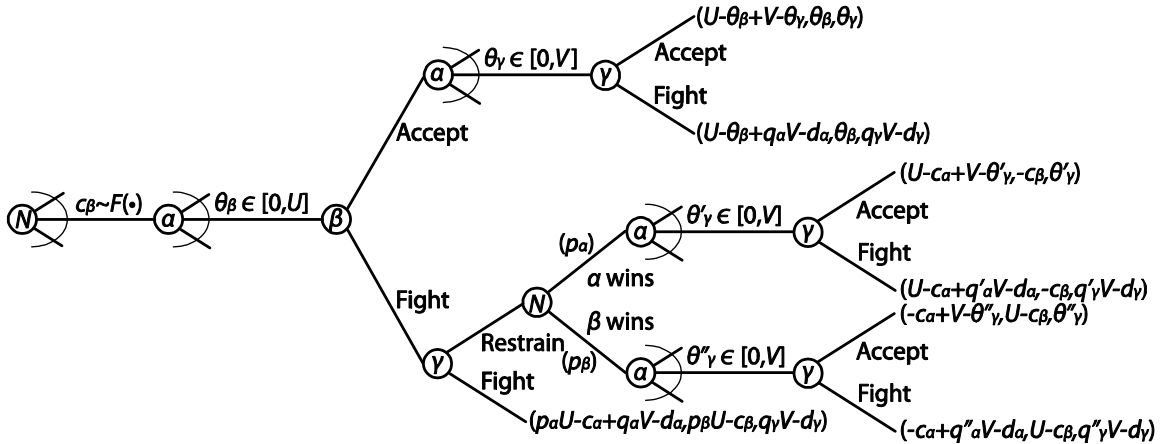 (U-θβ+V-θγ,θβ,θγ)
Accept
α
θγ ∈ [0,V]
γ
Fight
(U-θβ+qαV-dα,θβ,qγV-dγ)
Accept
N
cβ~F(•)
α
θβ ∈ [0,U]
β
(U-cα+V-θ'γ,-cβ,θ'γ)
Accept
(pα)
α
θ'γ ∈ [0,V]
γ
α wins
Fight
(U-cα+q'αV-dα,-cβ,q'γV-dγ)
Fight
N
β wins
(-cα+V-θ''γ,U-cβ,θ''γ)
Restrain
(pβ)
γ
Fight
α
θ''γ ∈ [0,V]
γ
Accept
Fight
(pαU-cα+qαV-dα,pβU-cβ,qγV-dγ)
(-cα+q''αV-dα,U-cβ,q''γV-dγ)